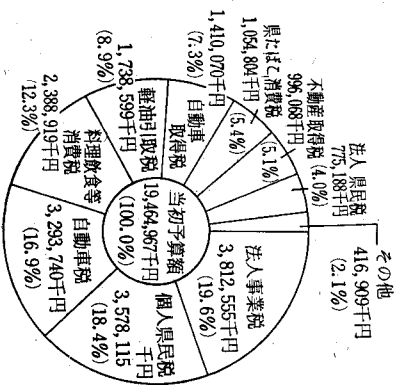 その他
416,909千円
(2.1%)
法人事業税
3,812,555千円
(19.6%)
個人県民税
3,578,115
千円
(18.4%)
自動車税
3,293,740千円
(16.9%)
料理飲食等
消費税
2,388,919千円
(12.3%)
軽油引取税
1,738,599千円
(8.9%)
自動車
取得税
1,410,070千円
(7.3%)
県たばこ消費税
1,054,804千円
(5.4%)
不動産取得税
996,068千円
(5.1%)
法人県民税
775,188千円
(4.0%)
当初予算額
19,464,967千円
(100.0%)